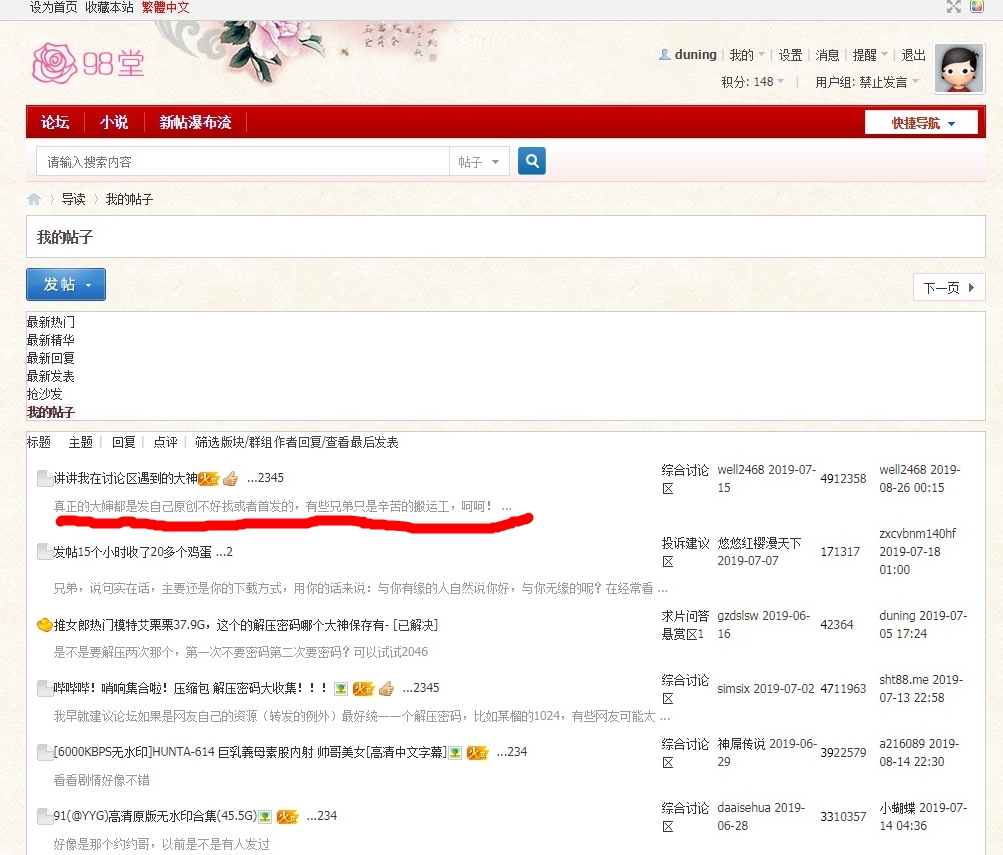 设为首页 收藏本站 繁體中文
98堂
duning 我的 设置 消息 提醒 退出
积分: 148 用户组: 禁止发言
论坛 小说 新帖瀑布流 快捷导航
请输入搜索内容 帖子
导读 我的帖子
我的帖子
发帖 下一页
最新热门
最新精华
最新回复
最新发表
抢沙发
我的帖子
标题 主题 回复 点评 筛选版块/群组作者回复/查看最后发表
讲讲我在讨论区遇到的大神 火 ...2345 综合讨论区 well2468 2019-07-15 4912358 well2468 2019-08-26 00:15
真正的大婶都是发自己原创不好找或者首发的，有些兄弟只是辛苦的搬运工，呵呵！ ...
发帖15个小时收了20多个鸡蛋 ...2 投诉建议区 悠悠红樱漫天下 2019-07-07 171317 zxcvbnm140hf 2019-07-18 01:00
兄弟，说句实在话，主要还是你的下载方式，用你的话来说：与你有缘的人自然说你好，与你无缘的呢？在经常看 ...
推女郎热门模特艾栗栗37.9G，这个的解压密码哪个大神保存有- [已解决] 求片问答悬赏区1 gzdslsw 2019-06-16 42364 duning 2019-07-05 17:24
是不是要解压两次那个，第一次不要密码第二次要密码？可以试试2046
哔哔哔！哨响集合啦！压缩包 解压密码大收集！！！ 火 ...2345 综合讨论区 simsix 2019-07-02 4711963 sht88.me 2019-07-13 22:58
我早就建议论坛如果是网友自己的资源（转发的例外）最好统一一个解压密码，比如某榴的1024，有些网友可能大 ...
[6000KBPS无水印]HUNTA-614 巨乳義母素股内射 帅哥美女[高清中文字幕] 火 ...234 综合讨论区 神屌传说 2019-06-29 3922579 a216089 2019-08-14 22:30
看看剧情好像不错
91(@YYG)高清原版无水印合集(45.5G) 火 ...234 综合讨论区 daaisehua 2019-06-28 3310357 小蝴蝶 2019-07-14 04:36
好像是那个约约哥，以前是不是有人发过